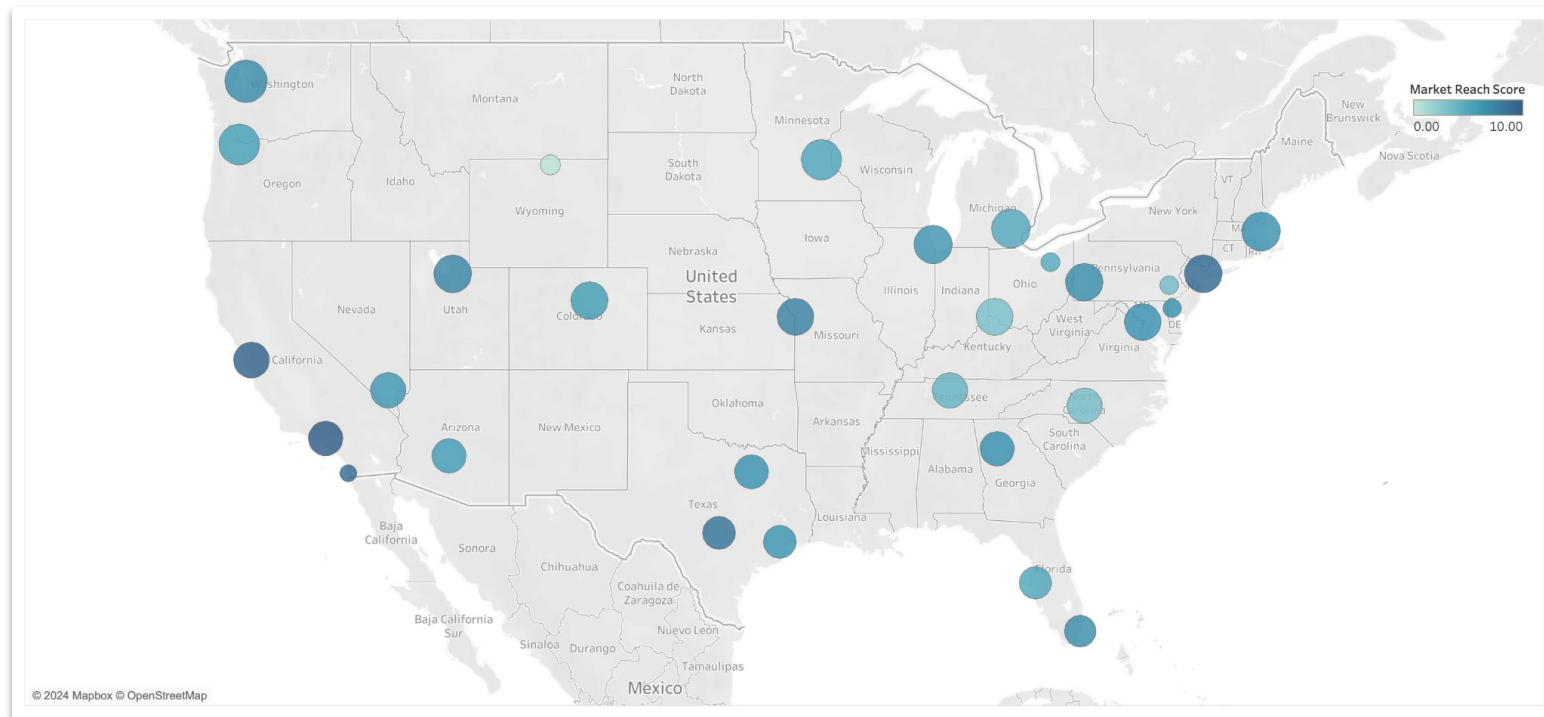 Market Reach Score
0.00 10.00
Washington
Montana
North
Dakota
Minnesota
New
Brunswick
Maine
Nova Scotia
Oregon
Idaho
Wyoming
South
Dakota
Wisconsin
Michigan
VT
New York
CT
RI
Iowa
Nebraska
United
States
Nevada
Utah
Colorado
Kansas
Missouri
Illinois
Indiana
Ohio
Pennsylvania
West
Virginia
Virginia
DE
Kentucky
California
Arizona
New Mexico
Oklahoma
Arkansas
Tennessee
North
Carolina
South
Carolina
Mississippi
Alabama
Georgia
Texas
Louisiana
Florida
Baja
California
Sonora
Chihuahua
Coahuila de
Zaragoza
Baja California
Sur
Sinaloa
Durango
Nuevo León
Tamaulipas
Mexico
© 2024 Mapbox © OpenStreetMap